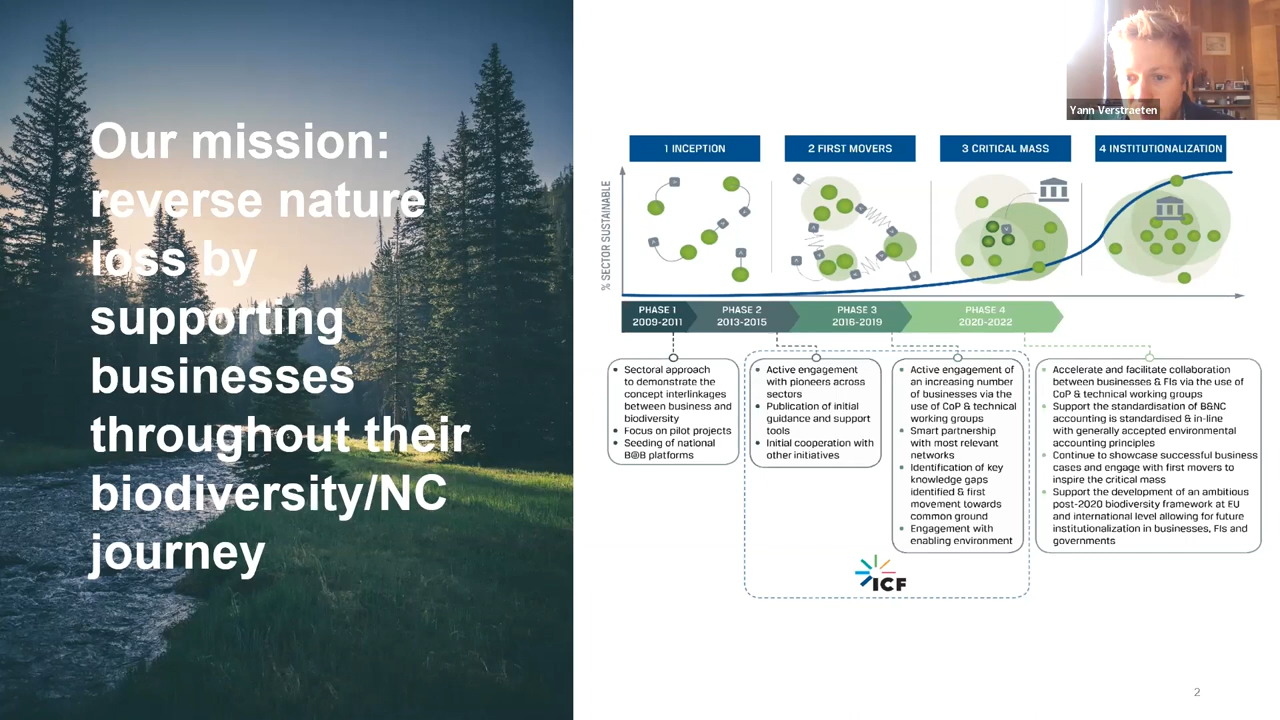 Our mission:
reverse nature
loss by
supporting
businesses
throughout their
biodiversity/NC
journey
Yann Verstraeten
1 INCEPTION
2 FIRST MOVERS
3 CRITICAL MASS
4 INSTITUTIONALIZATION
% SECTOR SUSTAINABLE
PHASE 1
2009-2011
PHASE 2
2013-2015
PHASE 3
2016-2019
PHASE 4
2020-2022
• Sectoral approach
to demonstrate the
concept interlinkages
between business and
biodiversity
• Focus on pilot projects
• Seeding of national
B@B platforms
• Active engagement
with pioneers across
sectors
• Publication of initial
guidance and support
tools
• Initial cooperation with
other initiatives
• Active engagement of
an increasing number
of businesses via the
use of CoP & technical
working groups
• Smart partnership
with most relevant
networks
• Identification of key
knowledge gaps
identified & first
movement towards
common ground
• Engagement with
enabling environment
• Accelerate and facilitate collaboration
between businesses & FIs via the use of
CoP & technical working groups
• Support the standardisation of B&NC
accounting is standardised & in-line
with generally accepted environmental
accounting principles
• Continue to showcase successful business
cases and engage with first movers to
inspire the critical mass
• Support the development of an ambitious
post-2020 biodiversity framework at EU
and international level allowing for future
institutionalization in businesses, FIs and
governments
ICF
2